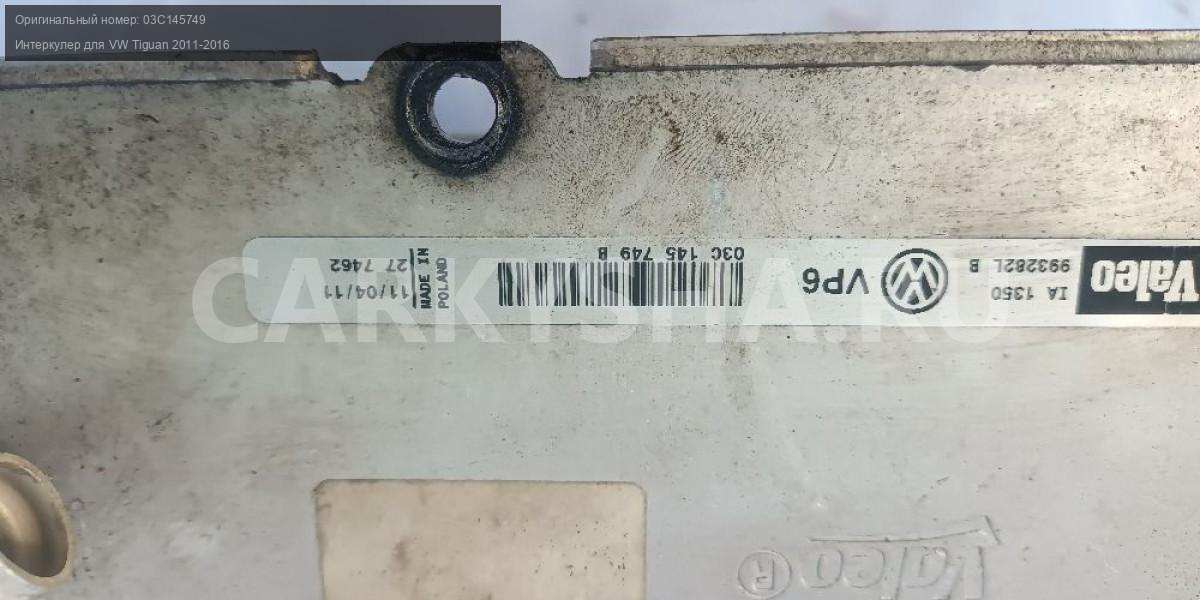 Оригинальный номер: 03C145749
Интеркулер для VW Tiguan 2011-2016
Valeo
IA 1350
993282L B
VP6
03C 145 749 B
MADE IN
POLAND
11/04/11
27 7462
CARKYSHA.RU
Valeo ®